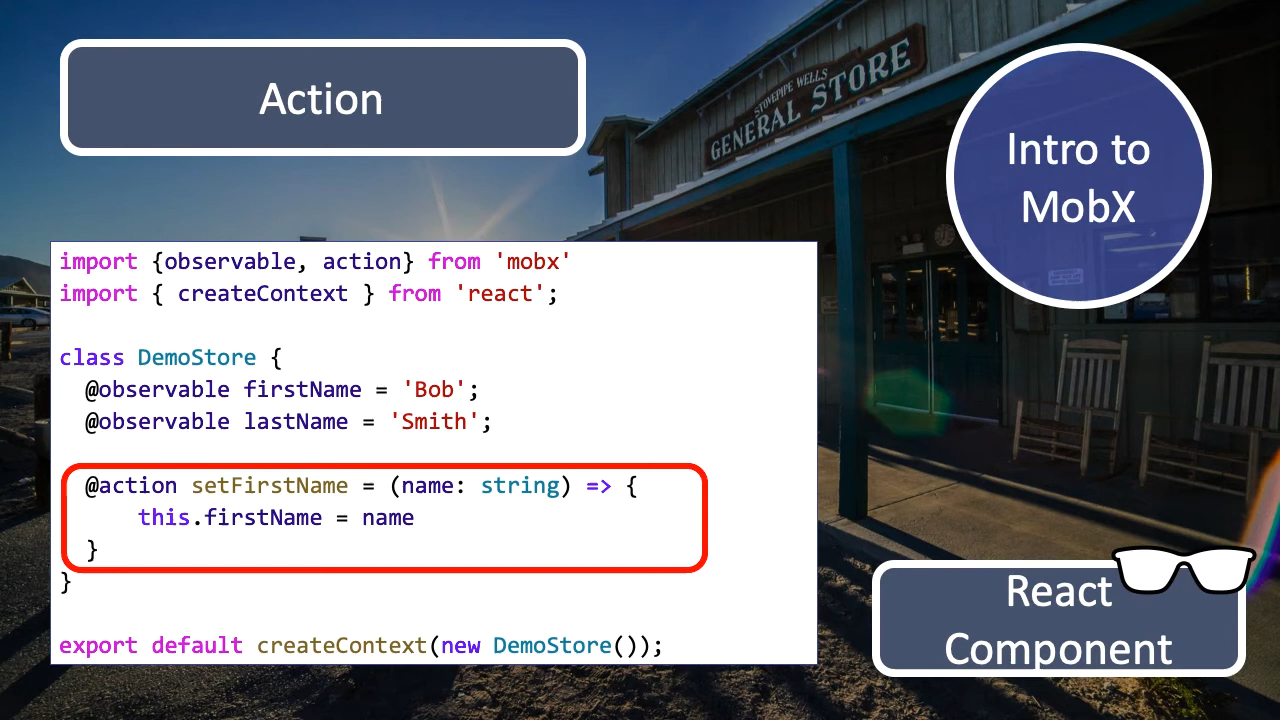 Action
STOVEPIPE WELLS
GENERAL STORE
Intro to
MobX
import {observable, action} from 'mobx'
import { createContext } from 'react';
class DemoStore {
  @observable firstName = 'Bob';
  @observable lastName = 'Smith';
  @action setFirstName = (name: string) => {
      this.firstName = name
  }
}
export default createContext(new DemoStore());
React
Component